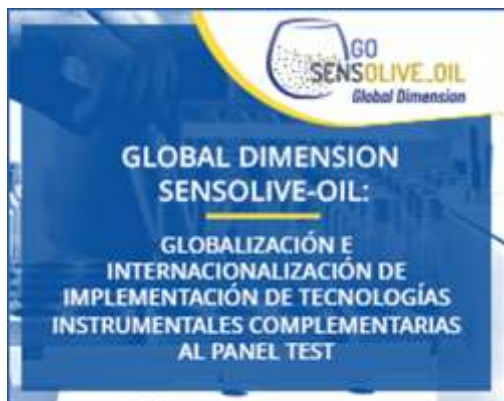 GO
SENSOLIVE.OIL
Global Dimension
GLOBAL DIMENSION
SENSOLIVE-OIL:
GLOBALIZACIÓN E
INTERNACIONALIZACIÓN DE
IMPLEMENTACIÓN DE TECNOLOGÍAS
INSTRUMENTALES COMPLEMENTARIAS
AL PANEL TEST